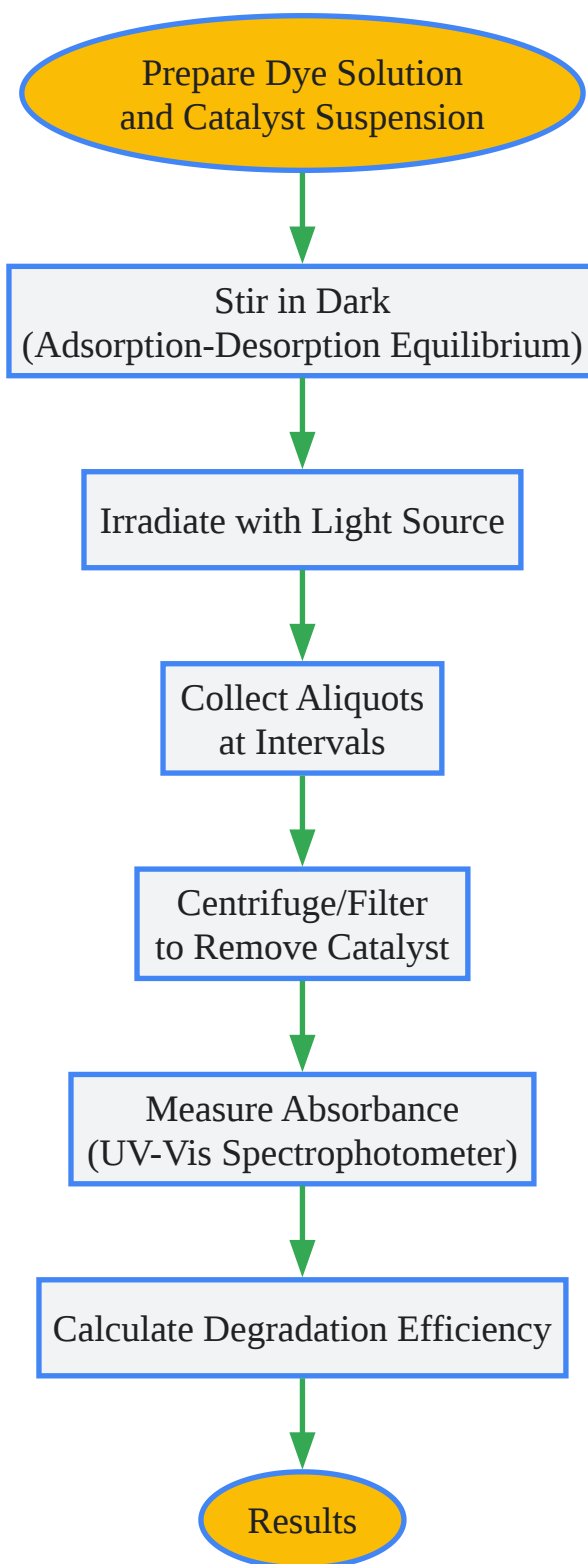 Prepare Dye Solution
and Catalyst Suspension
Stir in Dark
(Adsorption-Desorption Equilibrium)
Irradiate with Light Source
Collect Aliquots
at Intervals
Centrifuge/Filter
to Remove Catalyst
Measure Absorbance
(UV-Vis Spectrophotometer)
Calculate Degradation Efficiency
Results